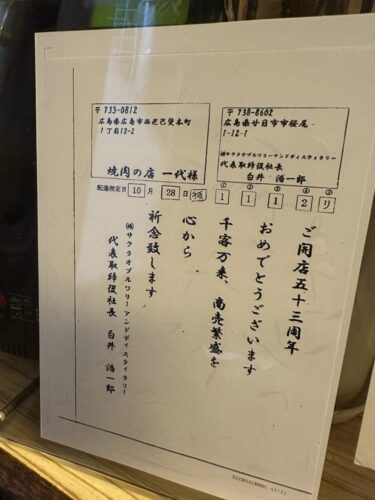 〒 733-0812
広島県広島市西区己斐本町
1丁目12-2
焼肉の店 一代様
〒 738-8602
広島県廿日市市桜尾
1-12-1
㈱サクラオブルワリーアンドディスティラリー
代表取締役社長
白井 浩一郎
配達指定日 10 月 28 日
① ② ③ ④ ⑤
1 1 1 2 リ
ご開店五十三周年
おめでとうございます
千客万来、商売繁盛を
心から
祈念致します
㈱サクラオブルワリーアンドディスティラリー
代表取締役社長 白井 浩一郎